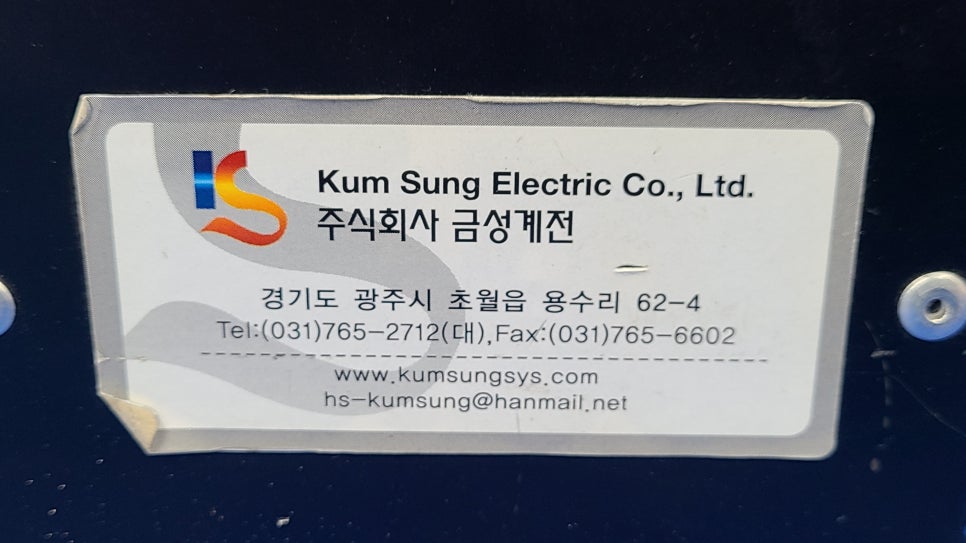 KS
Kum Sung Electric Co., Ltd.
주식회사 금성계전
경기도 광주시 초월읍 용수리 62-4
Tel:(031)765-2712(대),Fax:(031)765-6602
www.kumsungsys.com
hs-kumsung@hanmail.net